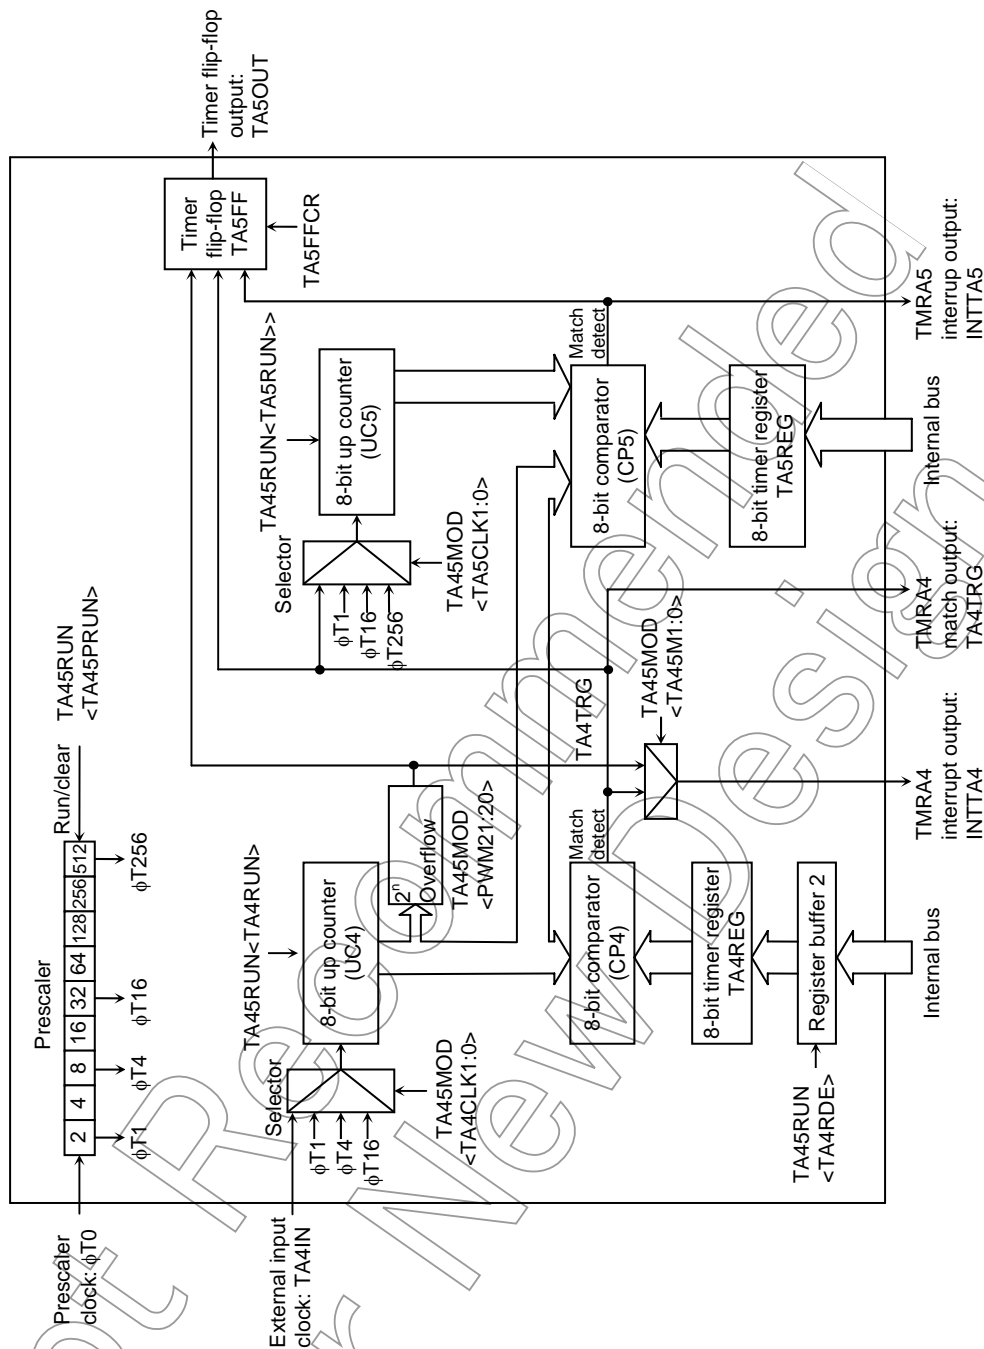 Prescaler
clock: ϕT0
Prescaler
2 4 8 16 32 64 128 256 512
Run/clear
TA45RUN
<TA45PRUN>
ϕT1
ϕT4
ϕT16
ϕT256
External input
clock: TA4IN
Selector
ϕT1
ϕT4
ϕT16
TA45MOD
<TA4CLK1:0>
TA45RUN<TA4RUN>
8-bit up counter
(UC4)
2n
Overflow
TA45MOD
<PWM21:20>
Selector
ϕT1
ϕT16
ϕT256
TA45MOD
<TA5CLK1:0>
TA45RUN<TA5RUN>>
8-bit up counter
(UC5)
Timer
flip-flop
TA5FF
TA5FFCR
Timer flip-flop
output:
TA5OUT
8-bit comparator
(CP4)
Match
detect
TA4TRG
8-bit comparator
(CP5)
Match
detect
TA45MOD
<TA45M1:0>
8-bit timer register
TA4REG
8-bit timer register
TA5REG
Register buffer 2
TA45RUN
<TA4RDE>
Internal bus
TMRA4
interrupt output:
INTTA4
TMRA4
match output:
TA4TRG
Internal bus
TMRA5
interrup output:
INTTA5
Recommended
New Design